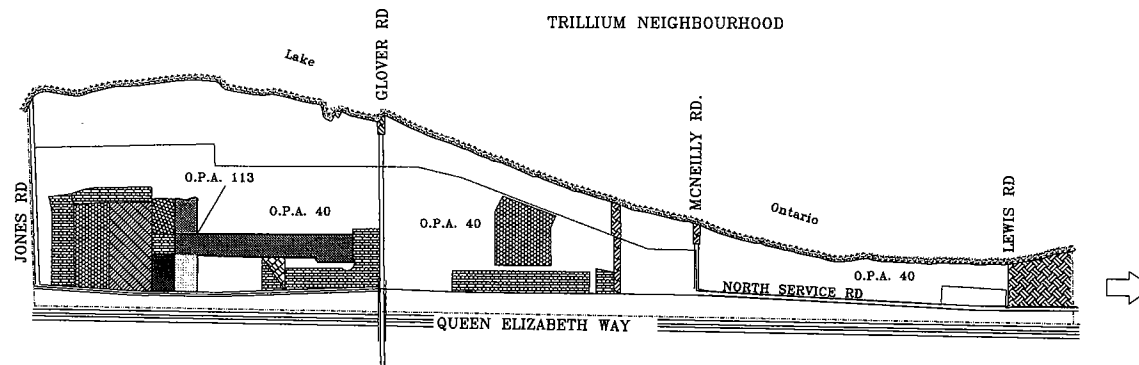 TRILLIUM NEIGHBOURHOOD
Lake
GLOVER RD
JONES RD
O.P.A. 113
O.P.A. 40
O.P.A. 40
MCNEILLY RD.
Ontario
LEWIS RD
O.P.A. 40
NORTH SERVICE RD
QUEEN ELIZABETH WAY